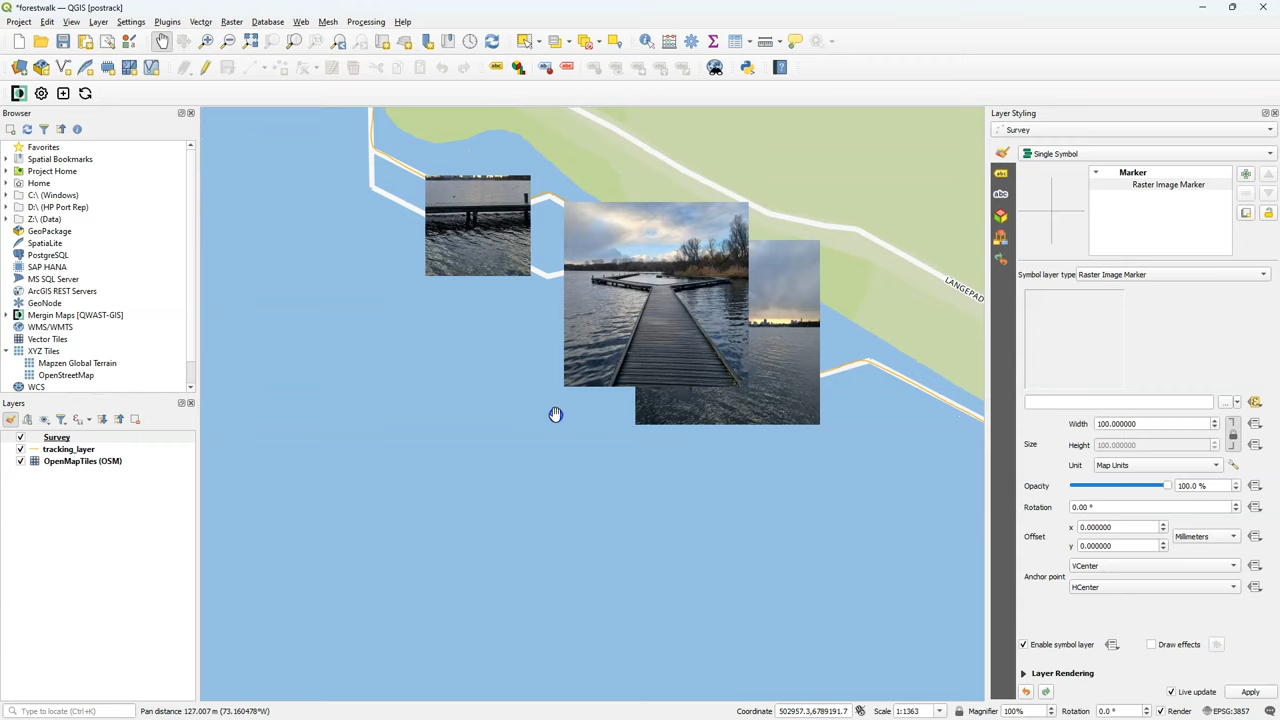 *forestwalk — QGIS [postrack]
Project Edit View Layer Settings Plugins Vector Raster Database Web Mesh Processing Help
Browser
Favorites
Spatial Bookmarks
Project Home
Home
C:\ (Windows)
D:\ (HP Port Rep)
Z:\ (Data)
GeoPackage
SpatiaLite
PostgreSQL
SAP HANA
MS SQL Server
ArcGIS REST Servers
GeoNode
Mergin Maps [QWAST-GIS]
WMS/WMTS
Vector Tiles
XYZ Tiles
Mapzen Global Terrain
OpenStreetMap
WCS
Layers
Survey
tracking_layer
OpenMapTiles (OSM)
LANGEPAD
Layer Styling
Survey
Single Symbol
Marker
Raster Image Marker
Symbol layer type Raster Image Marker
...
Width 100.000000
Size
Height 100.000000
Unit Map Units
Opacity 100.0 %
Rotation 0.00 °
x 0.000000
Offset Millimeters
y 0.000000
VCenter
Anchor point
HCenter
Enable symbol layer Draw effects
Layer Rendering
Live update Apply
Type to locate (Ctrl+K) Pan distance 127.007 m (73.160478°W) Coordinate 502957.3,6789191.7 Scale 1:1363 Magnifier 100% Rotation 0.0 ° Render EPSG:3857